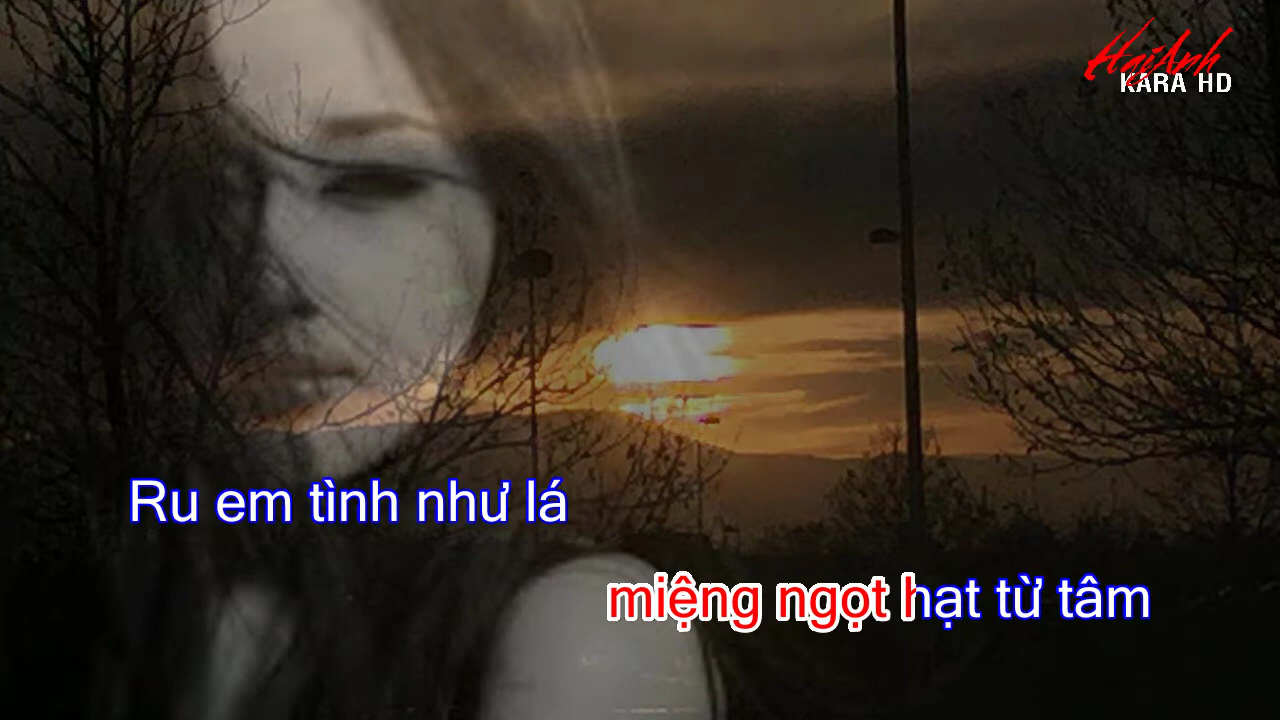 HaiAnh
KARA HD
Ru em tình như lá
miệng ngọt hạt từ tâm